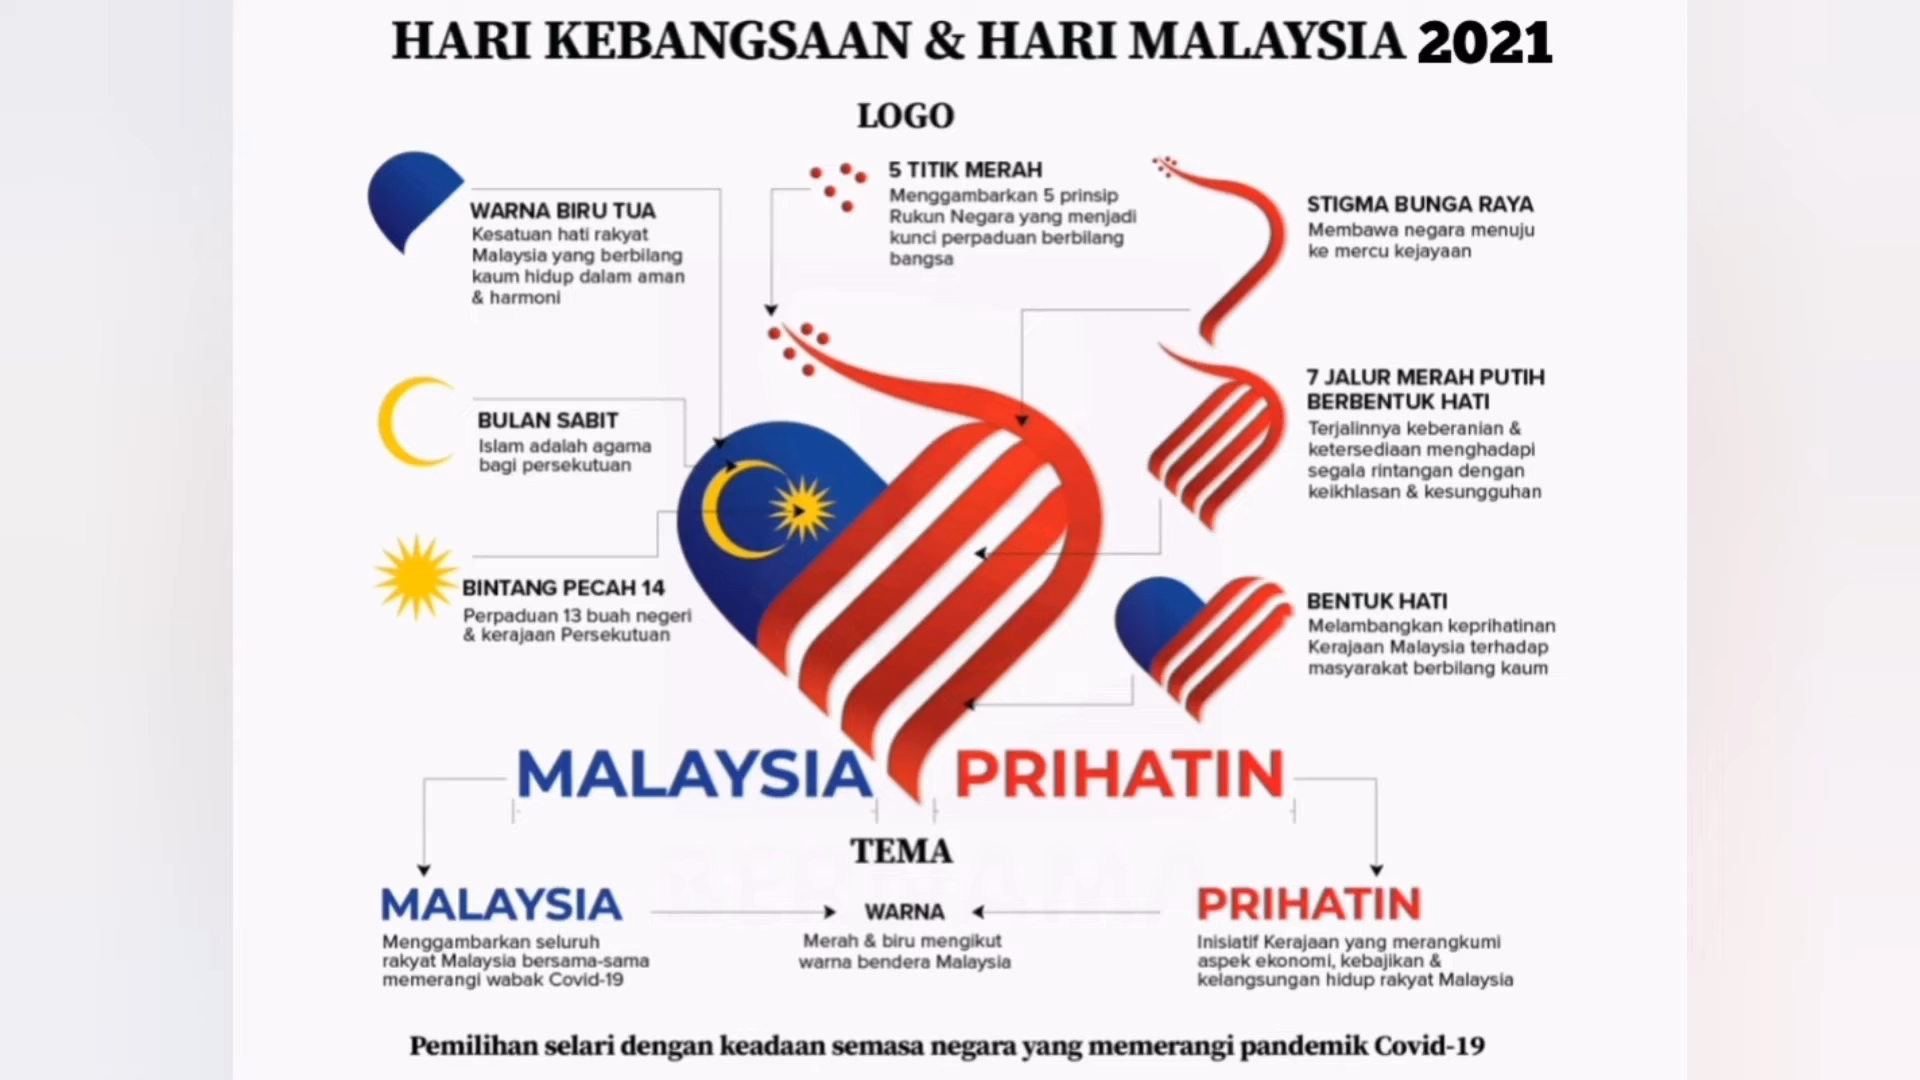 HARI KEBANGSAAN & HARI MALAYSIA 2021
LOGO
WARNA BIRU TUA
Kesatuan hati rakyat
Malaysia yang berbilang
kaum hidup dalam aman
& harmoni
5 TITIK MERAH
Menggambarkan 5 prinsip
Rukun Negara yang menjadi
kunci perpaduan berbilang
bangsa
STIGMA BUNGA RAYA
Membawa negara menuju
ke mercu kejayaan
BULAN SABIT
Islam adalah agama
bagi persekutuan
7 JALUR MERAH PUTIH
BERBENTUK HATI
Terjalinnya keberanian &
ketersediaan menghadapi
segala rintangan dengan
keikhlasan & kesungguhan
BINTANG PECAH 14
Perpaduan 13 buah negeri
& kerajaan Persekutuan
BENTUK HATI
Melambangkan keprihatinan
Kerajaan Malaysia terhadap
masyarakat berbilang kaum
MALAYSIA PRIHATIN
TEMA
MALAYSIA
Menggambarkan seluruh
rakyat Malaysia bersama-sama
memerangi wabak Covid-19
WARNA
Merah & biru mengikut
warna bendera Malaysia
PRIHATIN
Inisiatif Kerajaan yang merangkumi
aspek ekonomi, kebajikan &
kelangsungan hidup rakyat Malaysia
Pemilihan selari dengan keadaan semasa negara yang memerangi pandemik Covid-19